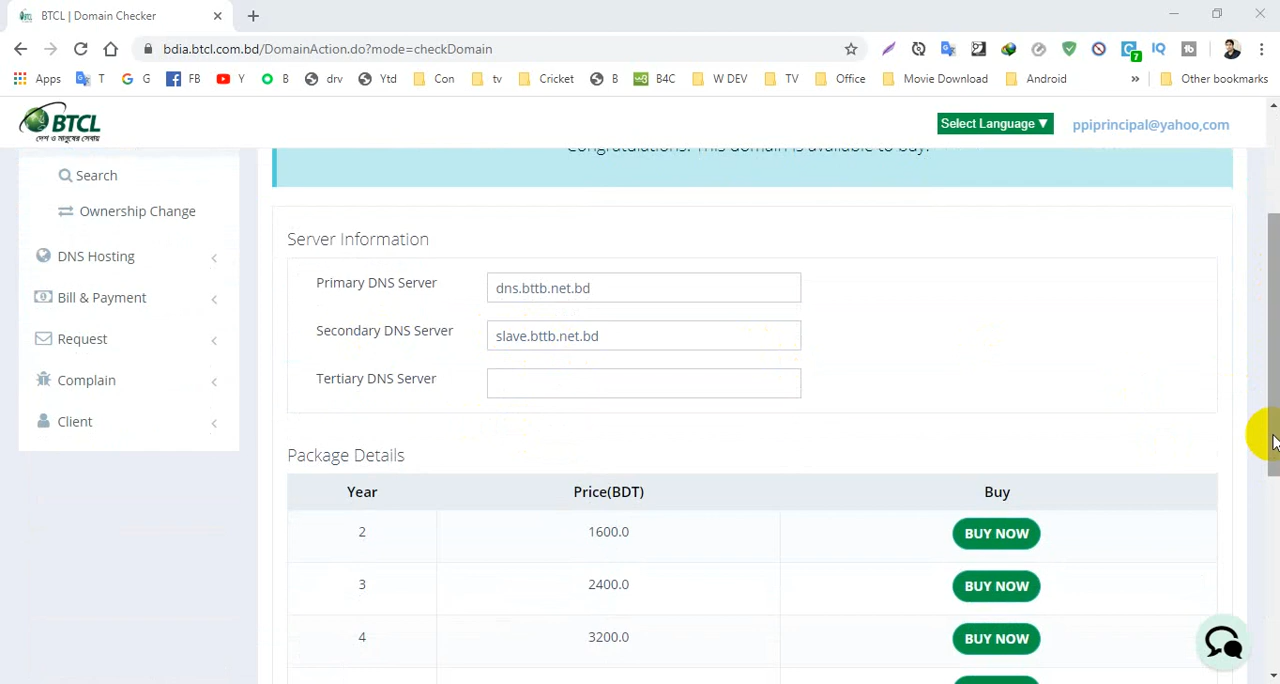 BTCL | Domain Checker
bdia.btcl.com.bd/DomainAction.do?mode=checkDomain
7
IQ
Apps T G FB Y B drv Ytd Con tv Cricket B B4C W DEV TV Office Movie Download Android » Other bookmarks
BTCL
দেশ ও মানুষের সেবায়
Select Language ▼
ppiprincipal@yahoo,com
Congratulations! This domain is available to buy.
Search
Ownership Change
DNS Hosting
Bill & Payment
Request
Complain
Client
Server Information
Primary DNS Server dns.bttb.net.bd
Secondary DNS Server slave.bttb.net.bd
Tertiary DNS Server
Package Details
Year Price(BDT) Buy
2 1600.0 BUY NOW
3 2400.0 BUY NOW
4 3200.0 BUY NOW